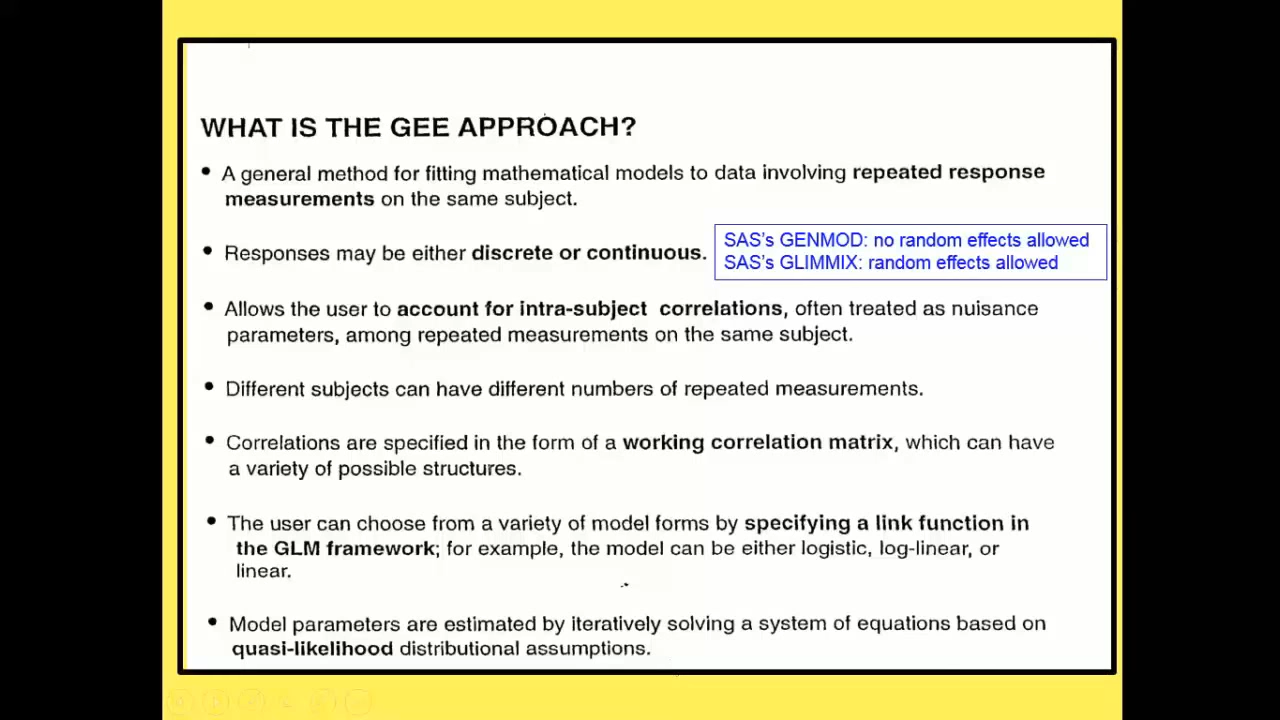 WHAT IS THE GEE APPROACH?
• A general method for fitting mathematical models to data involving repeated response
measurements on the same subject.
• Responses may be either discrete or continuous.
SAS's GENMOD: no random effects allowed
SAS's GLIMMIX: random effects allowed
• Allows the user to account for intra-subject correlations, often treated as nuisance
parameters, among repeated measurements on the same subject.
• Different subjects can have different numbers of repeated measurements.
• Correlations are specified in the form of a working correlation matrix, which can have
a variety of possible structures.
• The user can choose from a variety of model forms by specifying a link function in
the GLM framework; for example, the model can be either logistic, log-linear, or
linear.
• Model parameters are estimated by iteratively solving a system of equations based on
quasi-likelihood distributional assumptions.